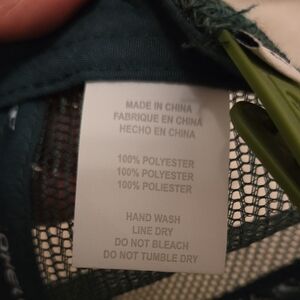 MADE IN CHINA
FABRIQUE EN CHINA
HECHO EN CHINA
100% POLYESTER
100% POLYESTER
100% POLIESTER
HAND WASH
LINE DRY
DO NOT BLEACH
DO NOT TUMBLE DRY